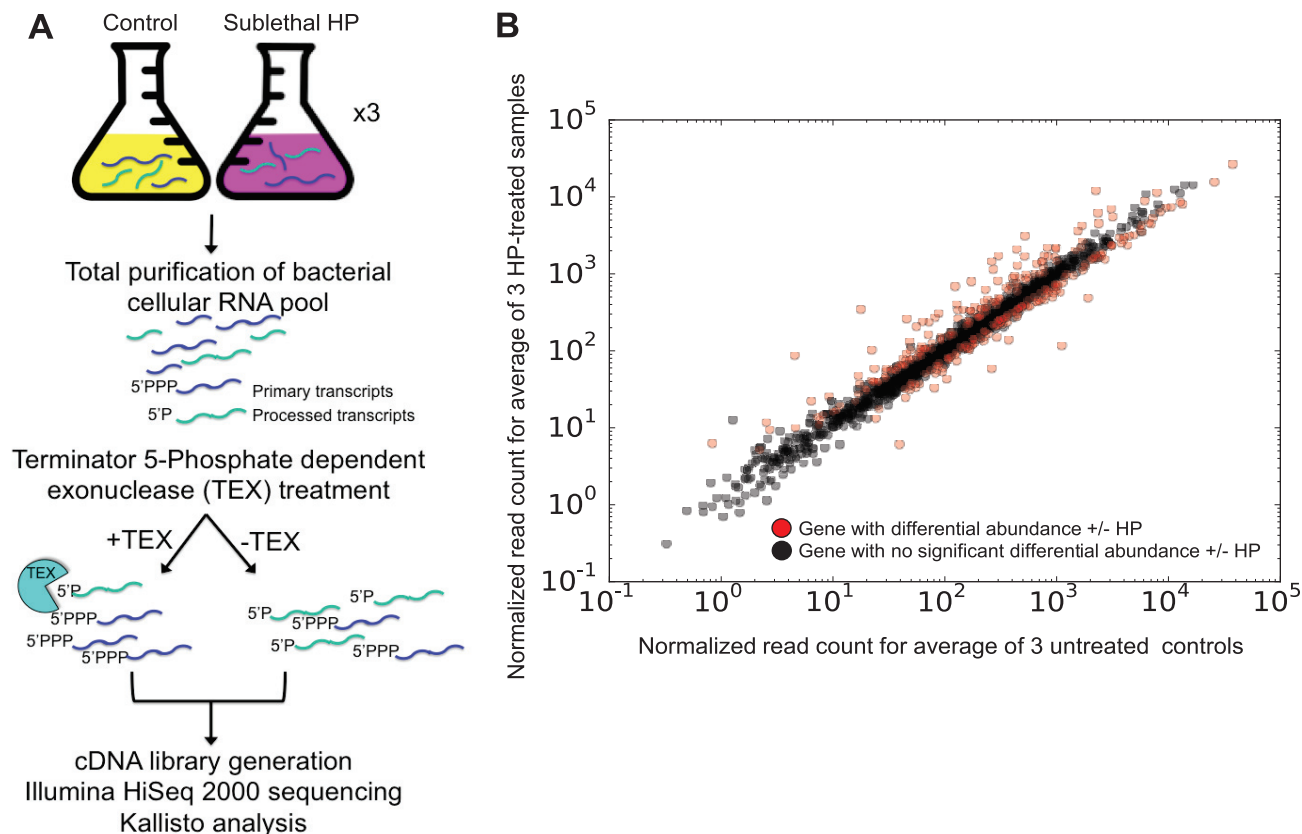 A
Control
Sublethal HP
x3
Total purification of bacterial
cellular RNA pool
5'PPP
Primary transcripts
5'P
Processed transcripts
Terminator 5-Phosphate dependent
exonuclease (TEX) treatment
+TEX
-TEX
TEX
5'P
5'PPP
5'PPP
5'PPP
5'P
5'P
5'PPP
5'P
5'PPP
cDNA library generation
Illumina HiSeq 2000 sequencing
Kallisto analysis
B
Normalized read count for average of 3 HP-treated samples
10^5
10^4
10^3
10^2
10^1
10^0
10^-1
Gene with differential abundance +/- HP
Gene with no significant differential abundance +/- HP
10^-1
10^0
10^1
10^2
10^3
10^4
10^5
Normalized read count for average of 3 untreated controls